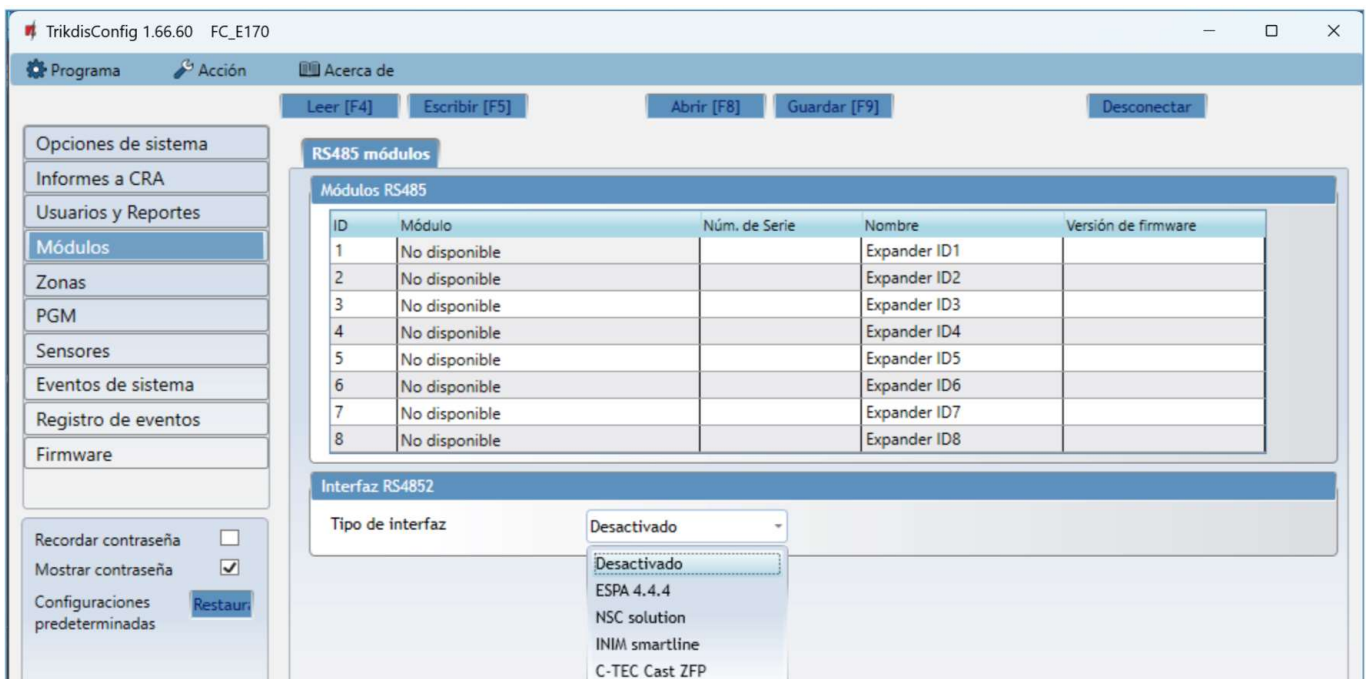 TrikdisConfig 1.66.60 FC_E170
Programa Acción Acerca de
Leer [F4] Escribir [F5] Abrir [F8] Guardar [F9] Desconectar
Opciones de sistema
Informes a CRA
Usuarios y Reportes
Módulos
Zonas
PGM
Sensores
Eventos de sistema
Registro de eventos
Firmware
Recordar contraseña
Mostrar contraseña
Configuraciones
predeterminadas
Restaura
RS485 módulos
Módulos RS485
ID Módulo Núm. de Serie Nombre Versión de firmware
1 No disponible Expander ID1
2 No disponible Expander ID2
3 No disponible Expander ID3
4 No disponible Expander ID4
5 No disponible Expander ID5
6 No disponible Expander ID6
7 No disponible Expander ID7
8 No disponible Expander ID8
Interfaz RS4852
Tipo de interfaz Desactivado
Desactivado
ESPA 4.4.4
NSC solution
INIM smartline
C-TEC Cast ZFP